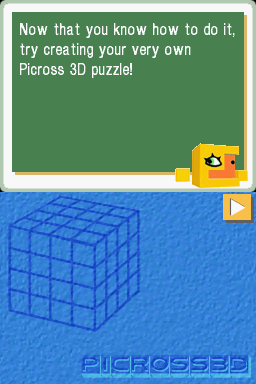 Now that you know how to do it,
try creating your very own
Picross 3D puzzle!
PICROSS3D